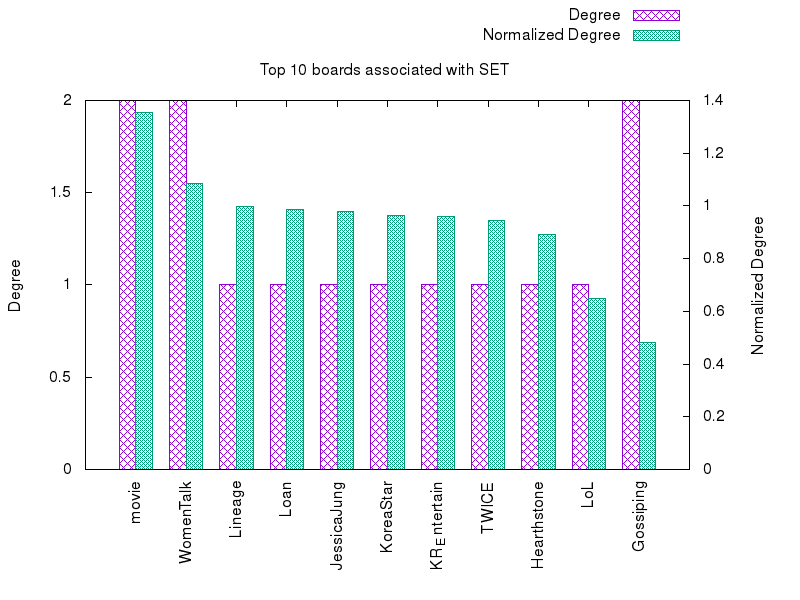 Degree
Normalized Degree
Top 10 boards associated with SET
2
1.5
1
0.5
0
1.4
1.2
1
0.8
0.6
0.4
0.2
0
Degree
Normalized Degree
movie
WomenTalk
Lineage
Loan
JessicaJung
KoreaStar
KREntertain
TWICE
Hearthstone
LoL
Gossiping